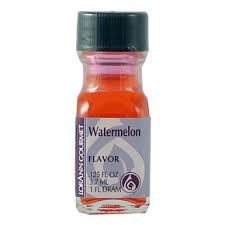 LORANN GOURMET
Watermelon
FLAVOR
.125 FL OZ
3.7 ML
1 FL DRAM